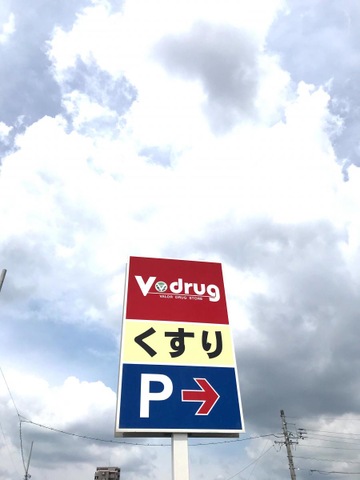 V drug
VALOR DRUG STORE
くすり
P →